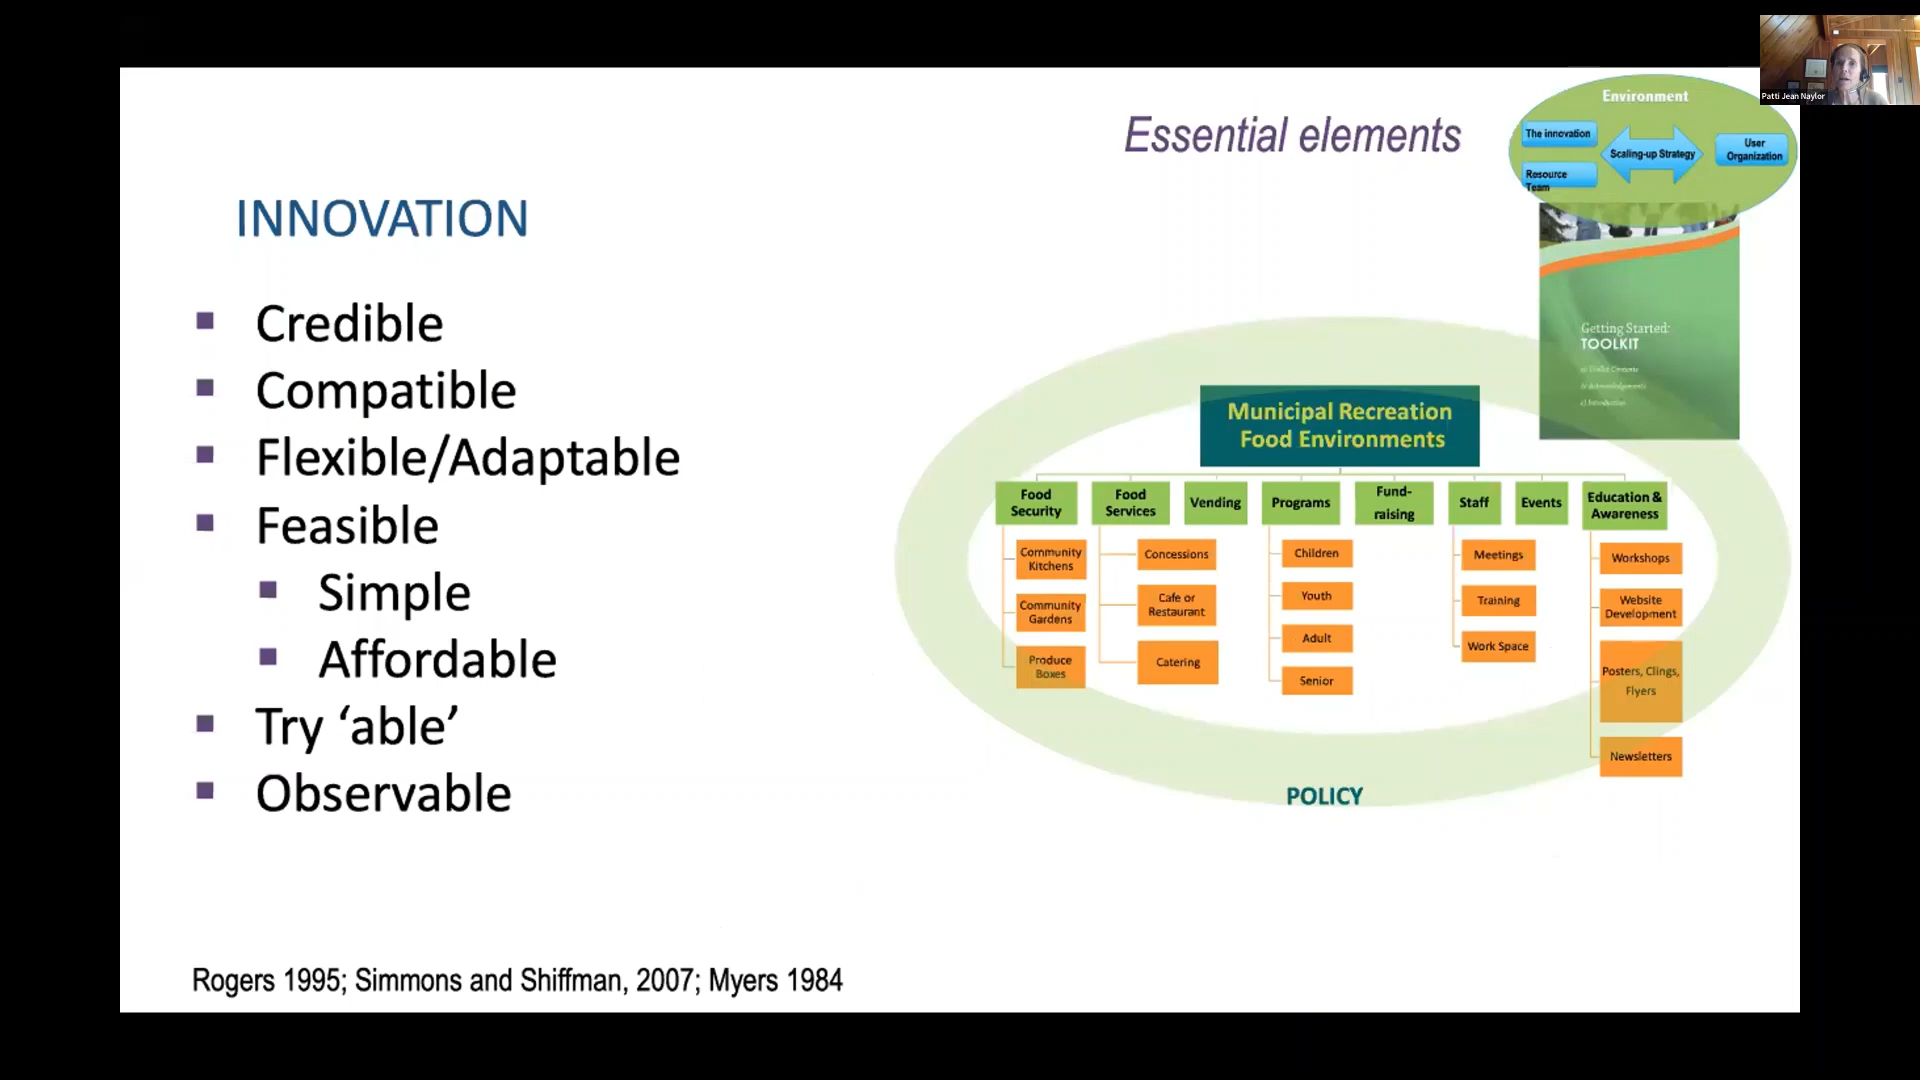 Essential elements
Environment
The innovation
Scaling-up Strategy
User
Organization
Resource
Team
Patti Jean Naylor
INNOVATION
Credible
Compatible
Flexible/Adaptable
Feasible
Simple
Affordable
Try ‘able’
Observable
Getting Started:
TOOLKIT
a) Toolkit Contents
b) Acknowledgements
c) Introduction
Municipal Recreation
Food Environments
Food
Security
Food
Services
Vending
Programs
Fund-
raising
Staff
Events
Education &
Awareness
Community
Kitchens
Community
Gardens
Produce
Boxes
Concessions
Cafe or
Restaurant
Catering
Children
Youth
Adult
Senior
Meetings
Training
Work Space
Workshops
Website
Development
Posters, Clings,
Flyers
Newsletters
POLICY
Rogers 1995; Simmons and Shiffman, 2007; Myers 1984